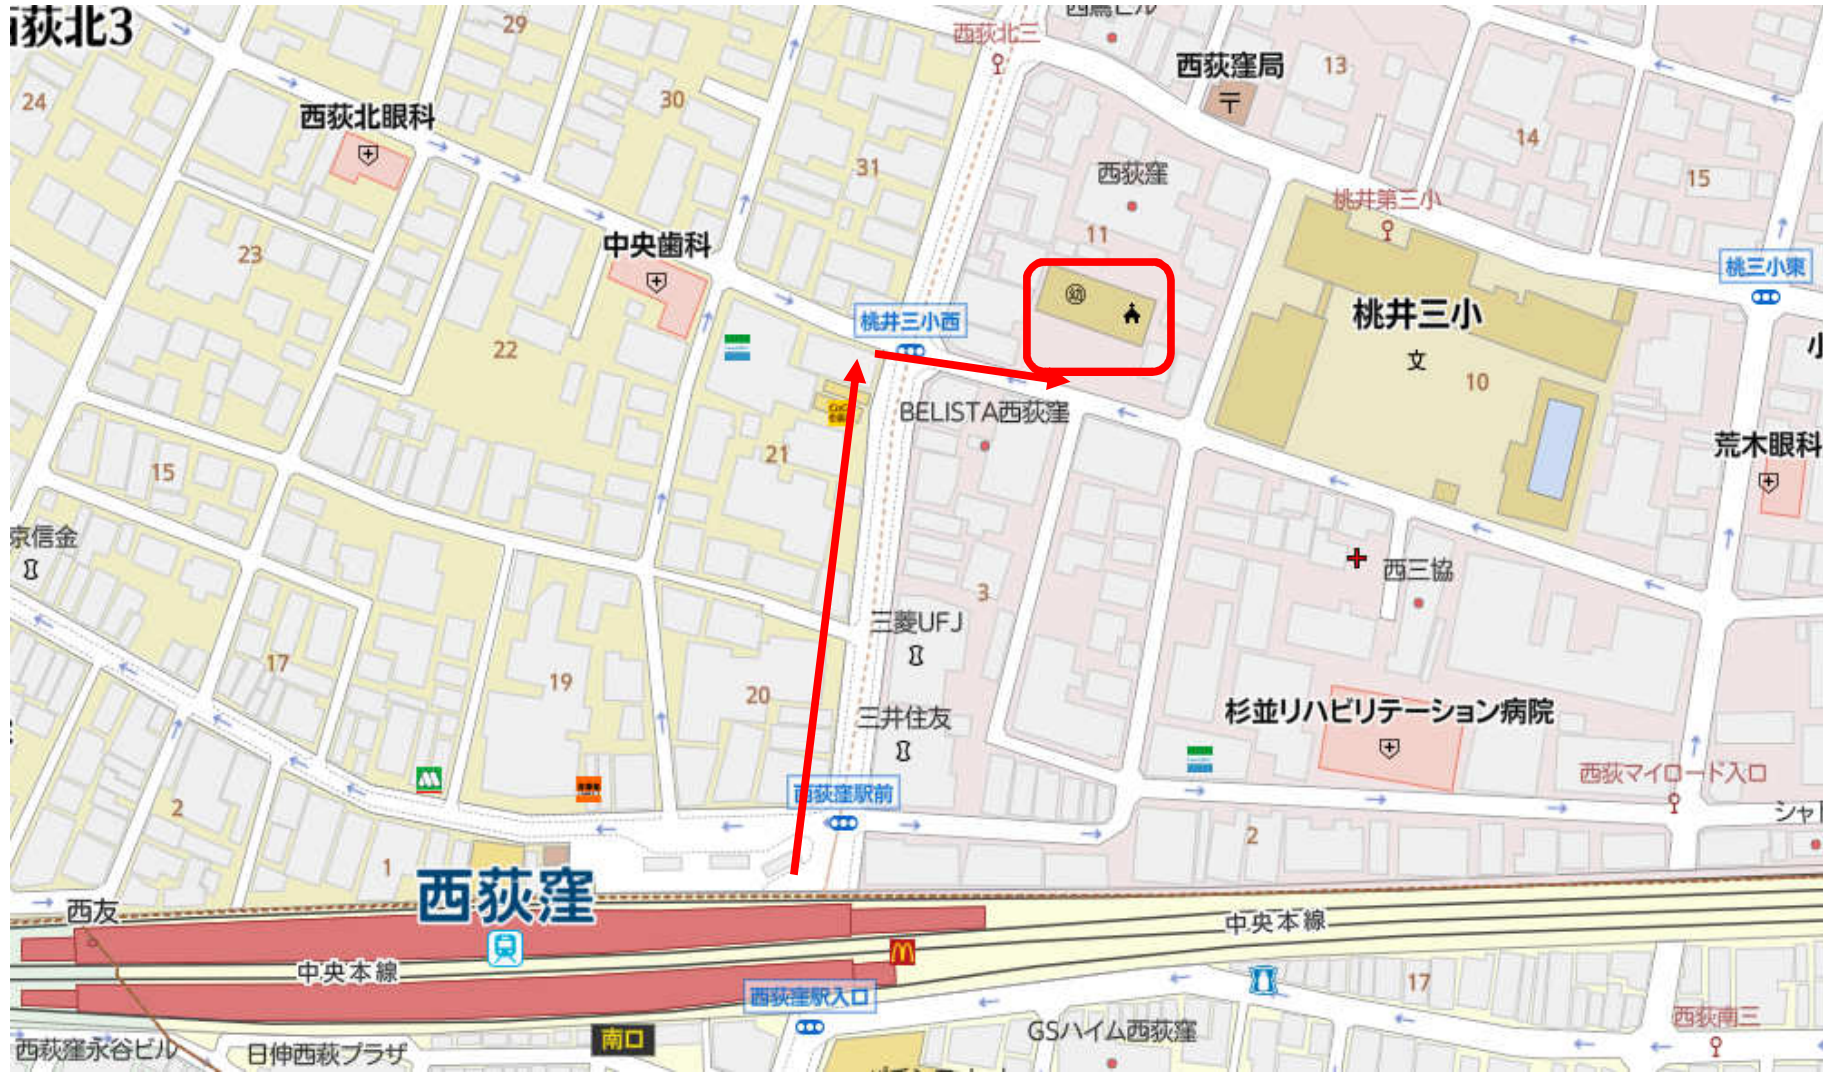 西荻北3
29
西荻北三
西荻窪局
13
24
30
西荻北眼科
14
31
西荻窪
15
桃井第三小
23
中央歯科
11
桃三小東
幼
桃井三小西
桃井三小
文
22
10
BELISTA西荻窪
21
荒木眼科
15
京信金
西三協
3
三菱UFJ
17
19
20
三井住友
杉並リハビリテーション病院
西荻窪駅前
西荻マイロード入口
2
2
1
西荻窪
西友
中央本線
中央本線
西荻窪駅入口
17
西荻南三
南口
GSハイム西荻窪
西荻窪永谷ビル
日伸西荻プラザ